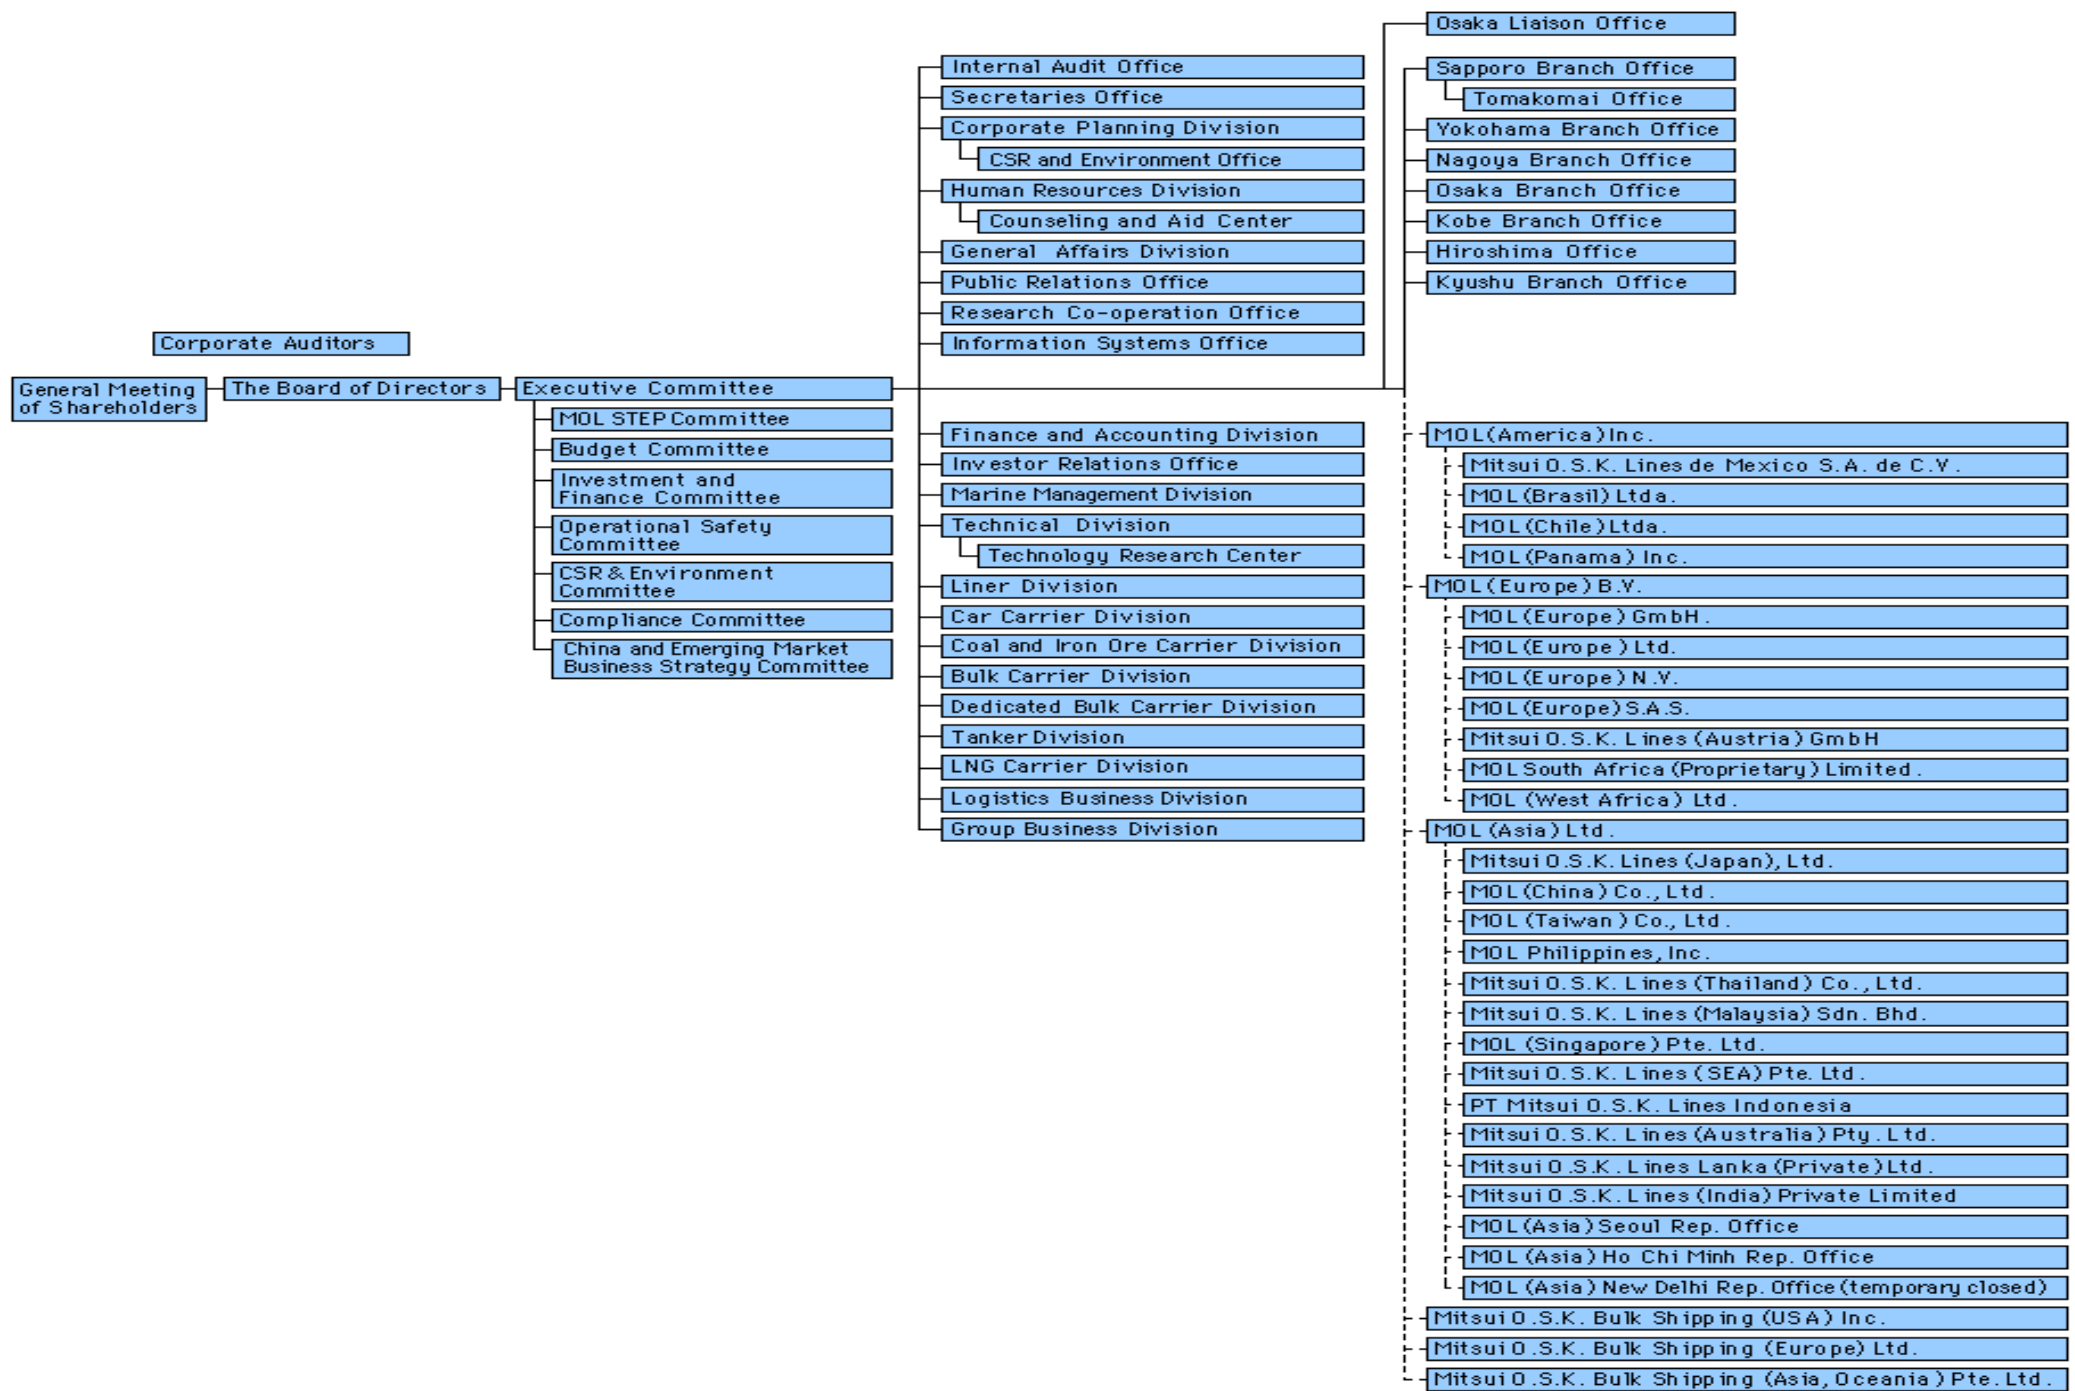 Corporate Auditors
General Meeting
of Shareholders
The Board of Directors
Executive Committee
MOL STEP Committee
Budget Committee
Investment and
Finance Committee
Operational Safety
Committee
CSR & Environment
Committee
Compliance Committee
China and Emerging Market
Business Strategy Committee
Internal Audit Office
Secretaries Office
Corporate Planning Division
CSR and Environment Office
Human Resources Division
Counseling and Aid Center
General Affairs Division
Public Relations Office
Research Co-operation Office
Information Systems Office
Finance and Accounting Division
Investor Relations Office
Marine Management Division
Technical Division
Technology Research Center
Liner Division
Car Carrier Division
Coal and Iron Ore Carrier Division
Bulk Carrier Division
Dedicated Bulk Carrier Division
Tanker Division
LNG Carrier Division
Logistics Business Division
Group Business Division
Osaka Liaison Office
Sapporo Branch Office
Tomakomai Office
Yokohama Branch Office
Nagoya Branch Office
Osaka Branch Office
Kobe Branch Office
Hiroshima Office
Kyushu Branch Office
MOL (America) Inc.
Mitsui O.S.K. Lines de Mexico S.A. de C.V.
MOL (Brasil) Ltda.
MOL (Chile) Ltda.
MOL (Panama) Inc.
MOL (Europe) B.V.
MOL (Europe) GmbH.
MOL (Europe) Ltd.
MOL (Europe) N.V.
MOL (Europe) S.A.S.
Mitsui O.S.K. Lines (Austria) GmbH
MOL South Africa (Proprietary) Limited.
MOL (West Africa) Ltd.
MOL (Asia) Ltd.
Mitsui O.S.K. Lines (Japan), Ltd.
MOL (China) Co., Ltd.
MOL (Taiwan) Co., Ltd.
MOL Philippines, Inc.
Mitsui O.S.K. Lines (Thailand) Co., Ltd.
Mitsui O.S.K. Lines (Malaysia) Sdn. Bhd.
MOL (Singapore) Pte. Ltd.
Mitsui O.S.K. Lines (SEA) Pte. Ltd.
PT Mitsui O.S.K. Lines Indonesia
Mitsui O.S.K. Lines (Australia) Pty. Ltd.
Mitsui O.S.K. Lines Lanka (Private) Ltd.
Mitsui O.S.K. Lines (India) Private Limited
MOL (Asia) Seoul Rep. Office
MOL (Asia) Ho Chi Minh Rep. Office
MOL (Asia) New Delhi Rep. Office (temporary closed)
Mitsui O.S.K. Bulk Shipping (USA) Inc.
Mitsui O.S.K. Bulk Shipping (Europe) Ltd.
Mitsui O.S.K. Bulk Shipping (Asia, Oceania) Pte. Ltd.